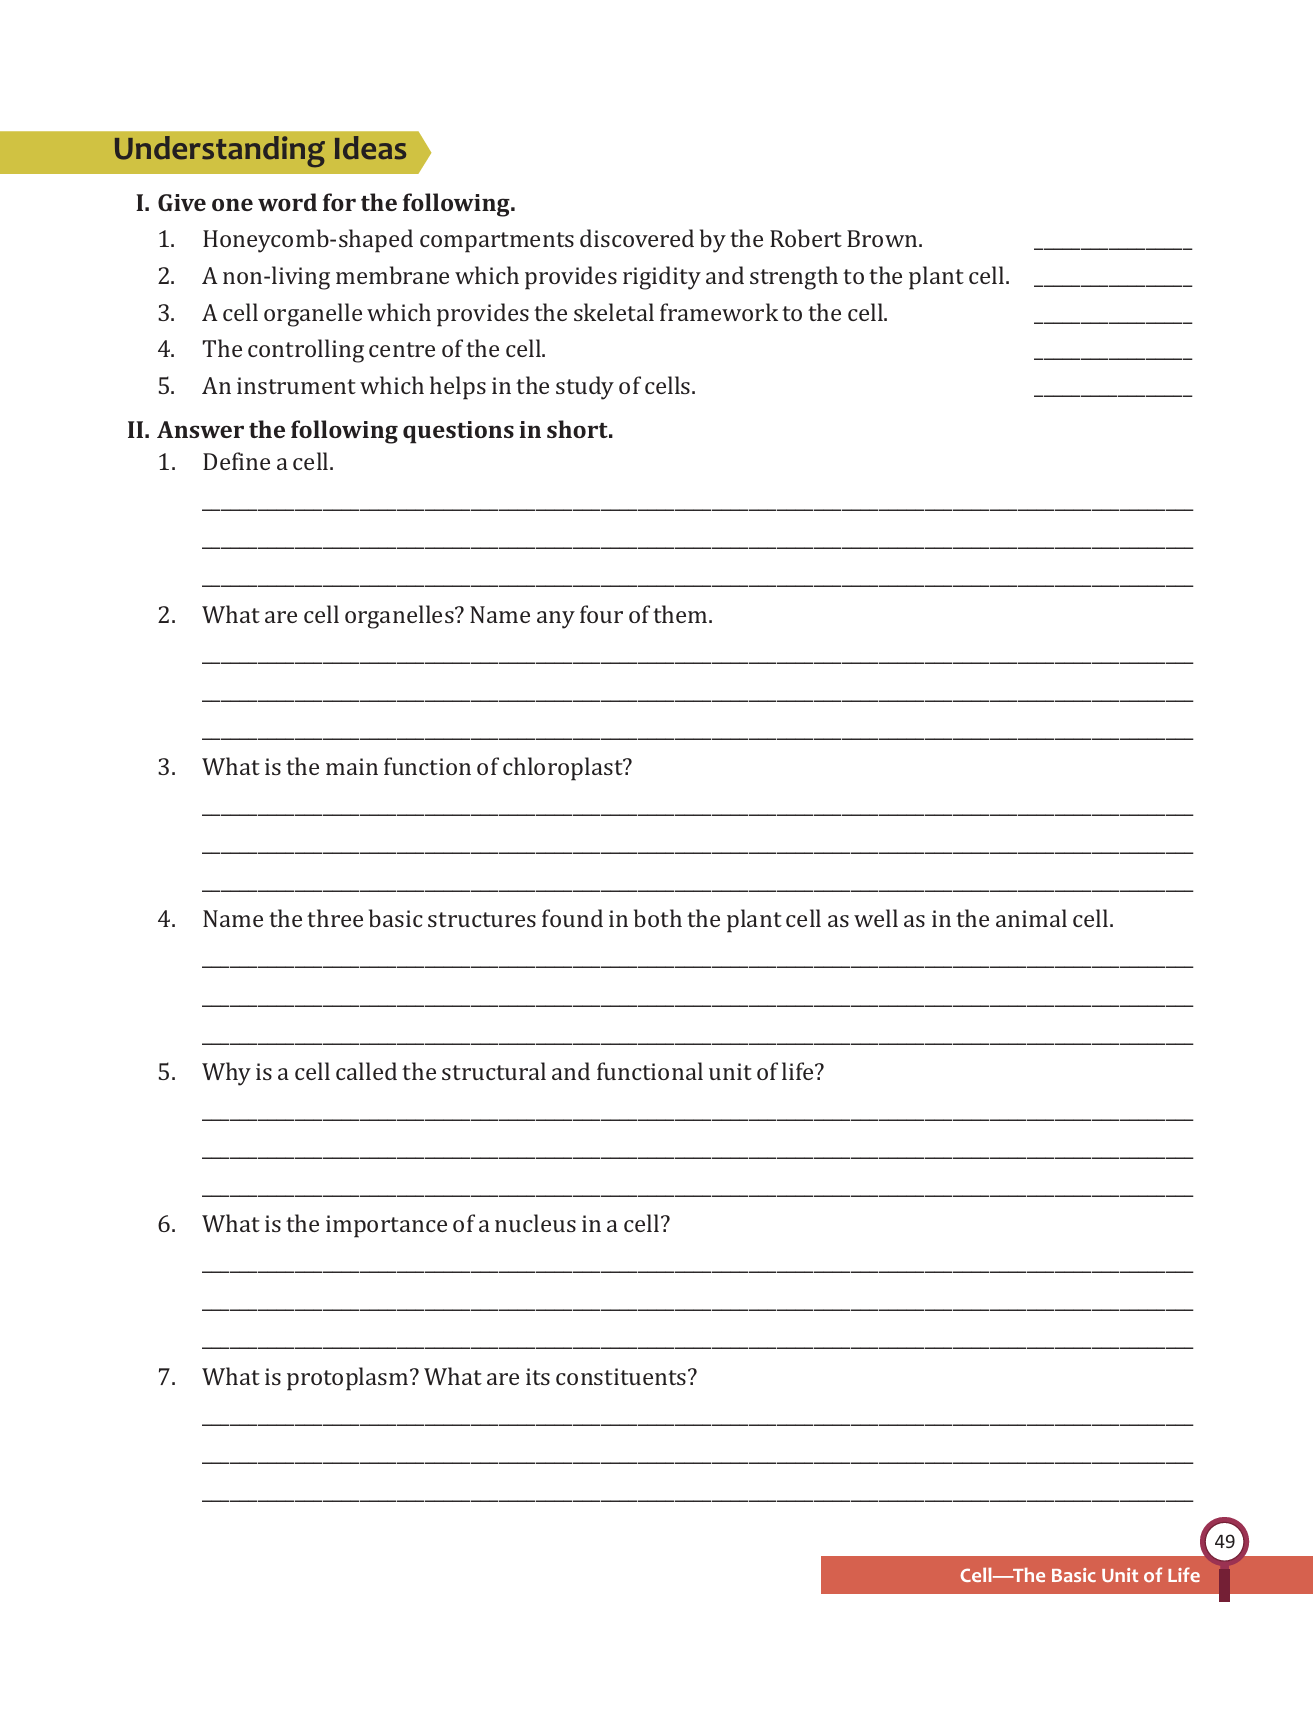 Understanding Ideas
I. Give one word for the following.
1. Honeycomb-shaped compartments discovered by the Robert Brown. _________________
2. A non-living membrane which provides rigidity and strength to the plant cell. _________________
3. A cell organelle which provides the skeletal framework to the cell. _________________
4. The controlling centre of the cell. _________________
5. An instrument which helps in the study of cells. _________________
II. Answer the following questions in short.
1. Define a cell.
2. What are cell organelles? Name any four of them.
3. What is the main function of chloroplast?
4. Name the three basic structures found in both the plant cell as well as in the animal cell.
5. Why is a cell called the structural and functional unit of life?
6. What is the importance of a nucleus in a cell?
7. What is protoplasm? What are its constituents?
49
Cell—The Basic Unit of Life